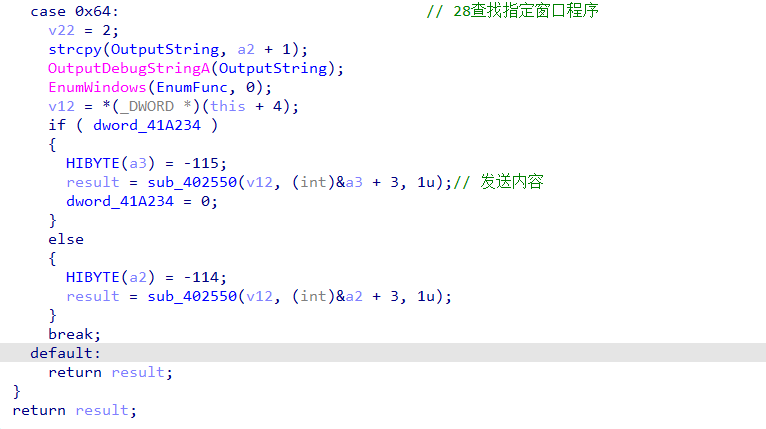 case 0x64: // 28查找指定窗口程序
v22 = 2;
strcpy(OutputString, a2 + 1);
OutputDebugStringA(OutputString);
EnumWindows(EnumFunc, 0);
v12 = *(_DWORD *)(this + 4);
if ( dword_41A234 )
{
HIBYTE(a3) = -115;
result = sub_402550(v12, (int)&a3 + 3, 1u);// 发送内容
dword_41A234 = 0;
}
else
{
HIBYTE(a2) = -114;
result = sub_402550(v12, (int)&a2 + 3, 1u);
}
break;
default:
return result;
}
return result;